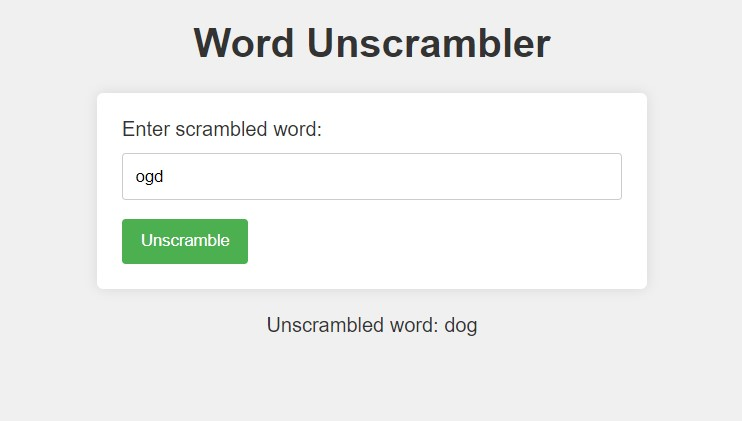 Word Unscrambler
Enter scrambled word:
ogd
Unscramble
Unscrambled word: dog